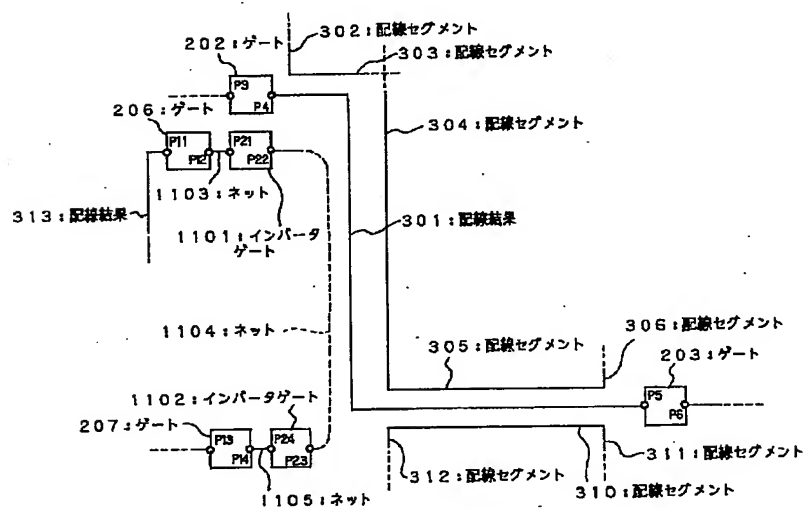 302:配線セグメント
202:ゲート
303:配線セグメント
P3
P4
206:ゲート
304:配線セグメント
P11
P12
P21
P22
1103:ネット
313:配線結果
301:配線結果
1101:インバータ
ゲート
1104:ネット
305:配線セグメント
306:配線セグメント
203:ゲート
1102:インバータゲート
P5
P6
207:ゲート
P13
P14
P24
P23
311:配線セグメント
312:配線セグメント
310:配線セグメント
1105:ネット